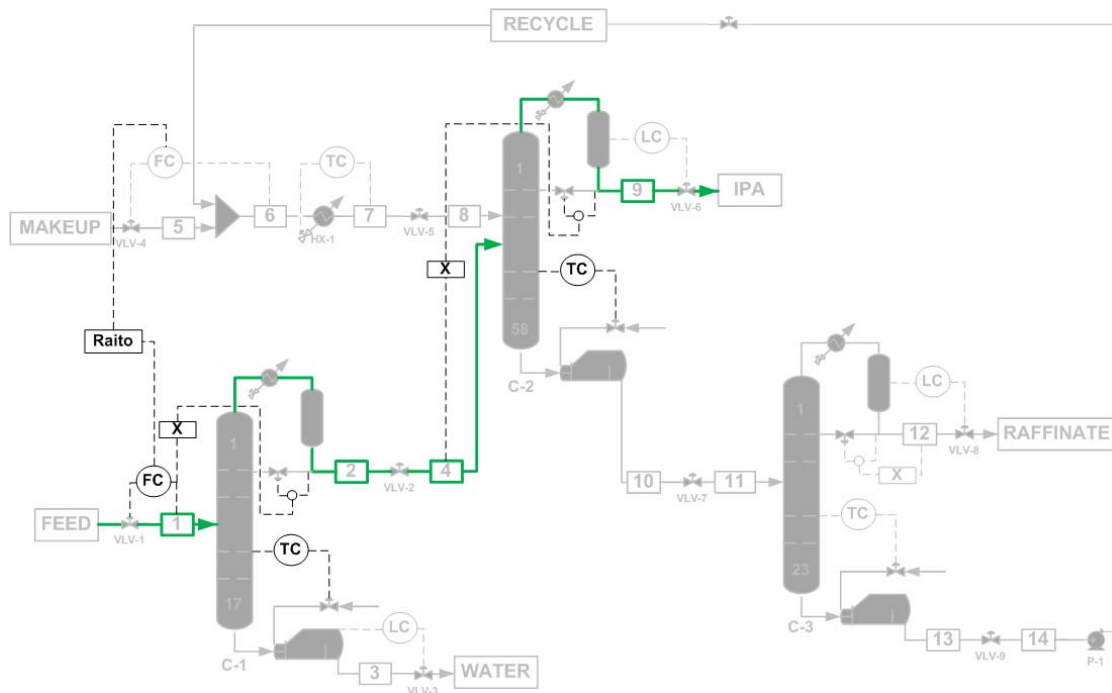 RECYCLE
FC
TC
1
LC
MAKEUP
VLV-4
5
6
HX-1
7
VLV-5
8
9
VLV-6
IPA
X
TC
Raito
58
C-2
X
1
2
VLV-2
4
FC
FEED
VLV-1
1
TC
17
C-1
LC
3
VLV-3
WATER
10
VLV-7
11
1
LC
12
VLV-8
RAFFINATE
X
TC
23
C-3
13
VLV-9
14
P-1